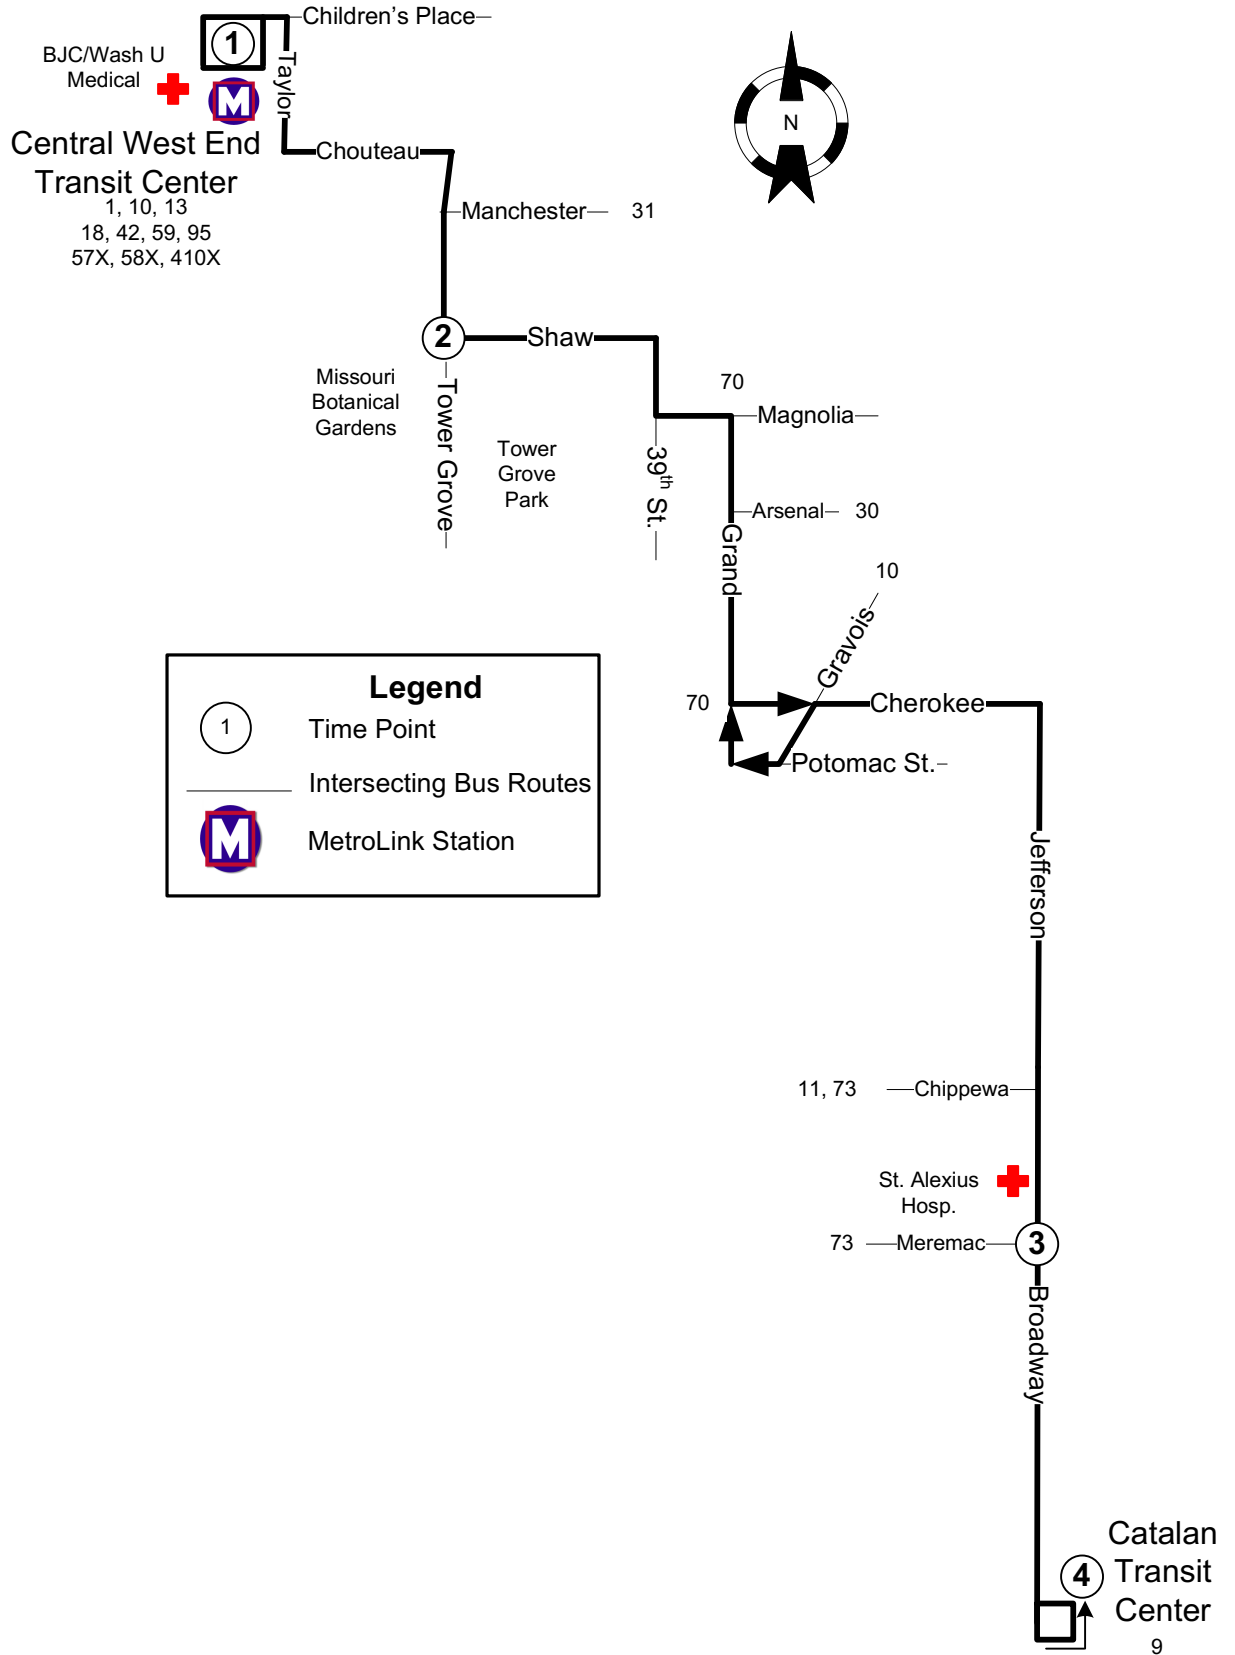 Children's Place
1
BJC/Wash U
Medical
M
Taylor
Central West End
Transit Center
1, 10, 13
18, 42, 59, 95
57X, 58X, 410X
Chouteau
N
Manchester 31
2
Shaw
Missouri
Botanical
Gardens
Tower Grove
Tower
Grove
Park
39th St.
70
Magnolia
Arsenal 30
Grand
10
Gravois
70
Cherokee
Potomac St.
Legend
1 Time Point
Intersecting Bus Routes
M MetroLink Station
Jefferson
11, 73 Chippewa
St. Alexius
Hosp.
73 Meremac 3
Broadway
Catalan
4 Transit
Center
9